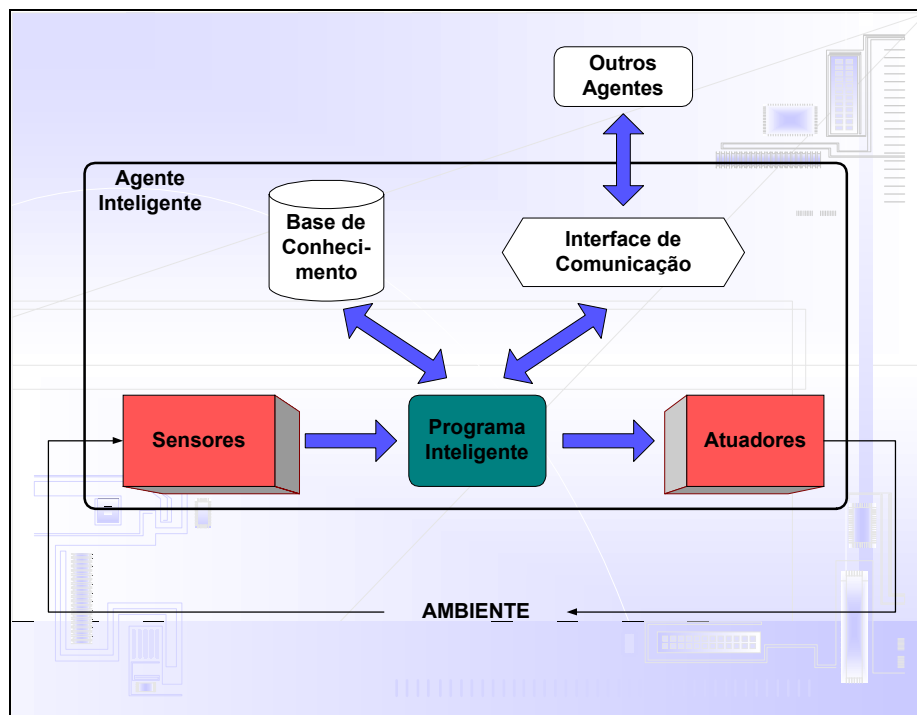 Outros
Agentes
Agente
Inteligente
Base de
Conheci-
mento
Interface de
Comunicação
Sensores
Programa
Inteligente
Atuadores
AMBIENTE